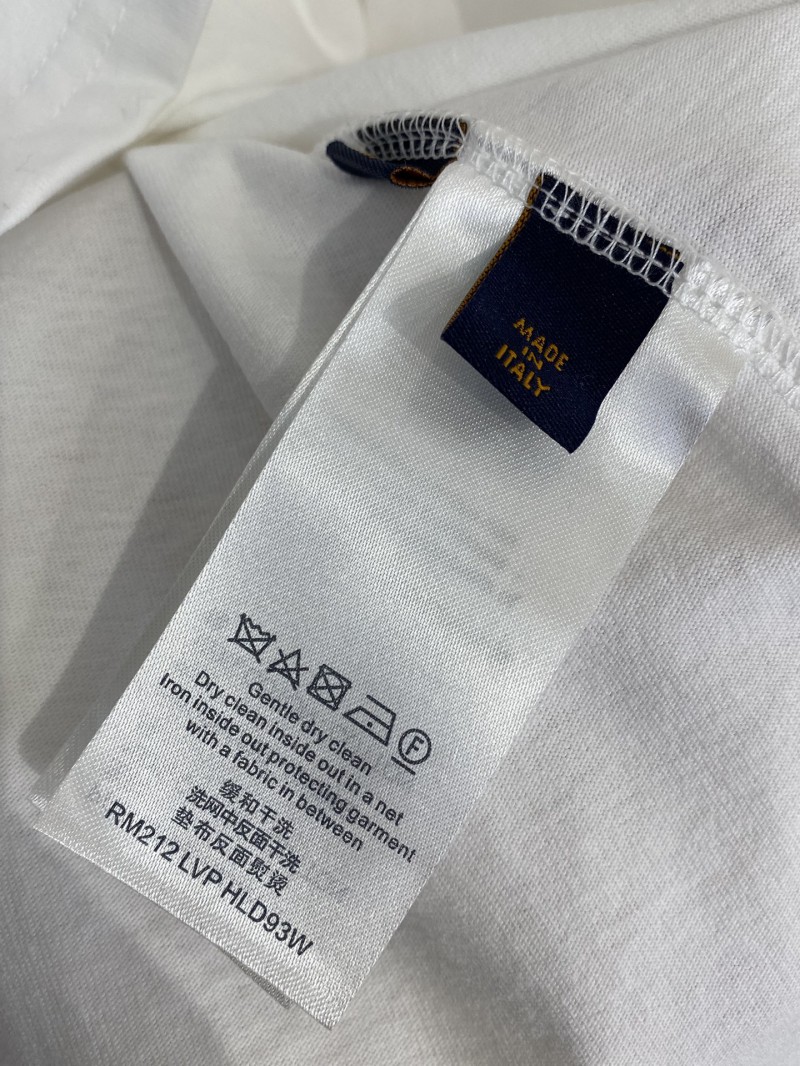 MADE
IN
ITALY
F
Gentle dry clean
Dry clean inside out in a net
Iron inside out protecting garment
with a fabric in between
缓和干洗
洗网中反面干洗
垫布反面熨烫
RM212 LVP HLD93W